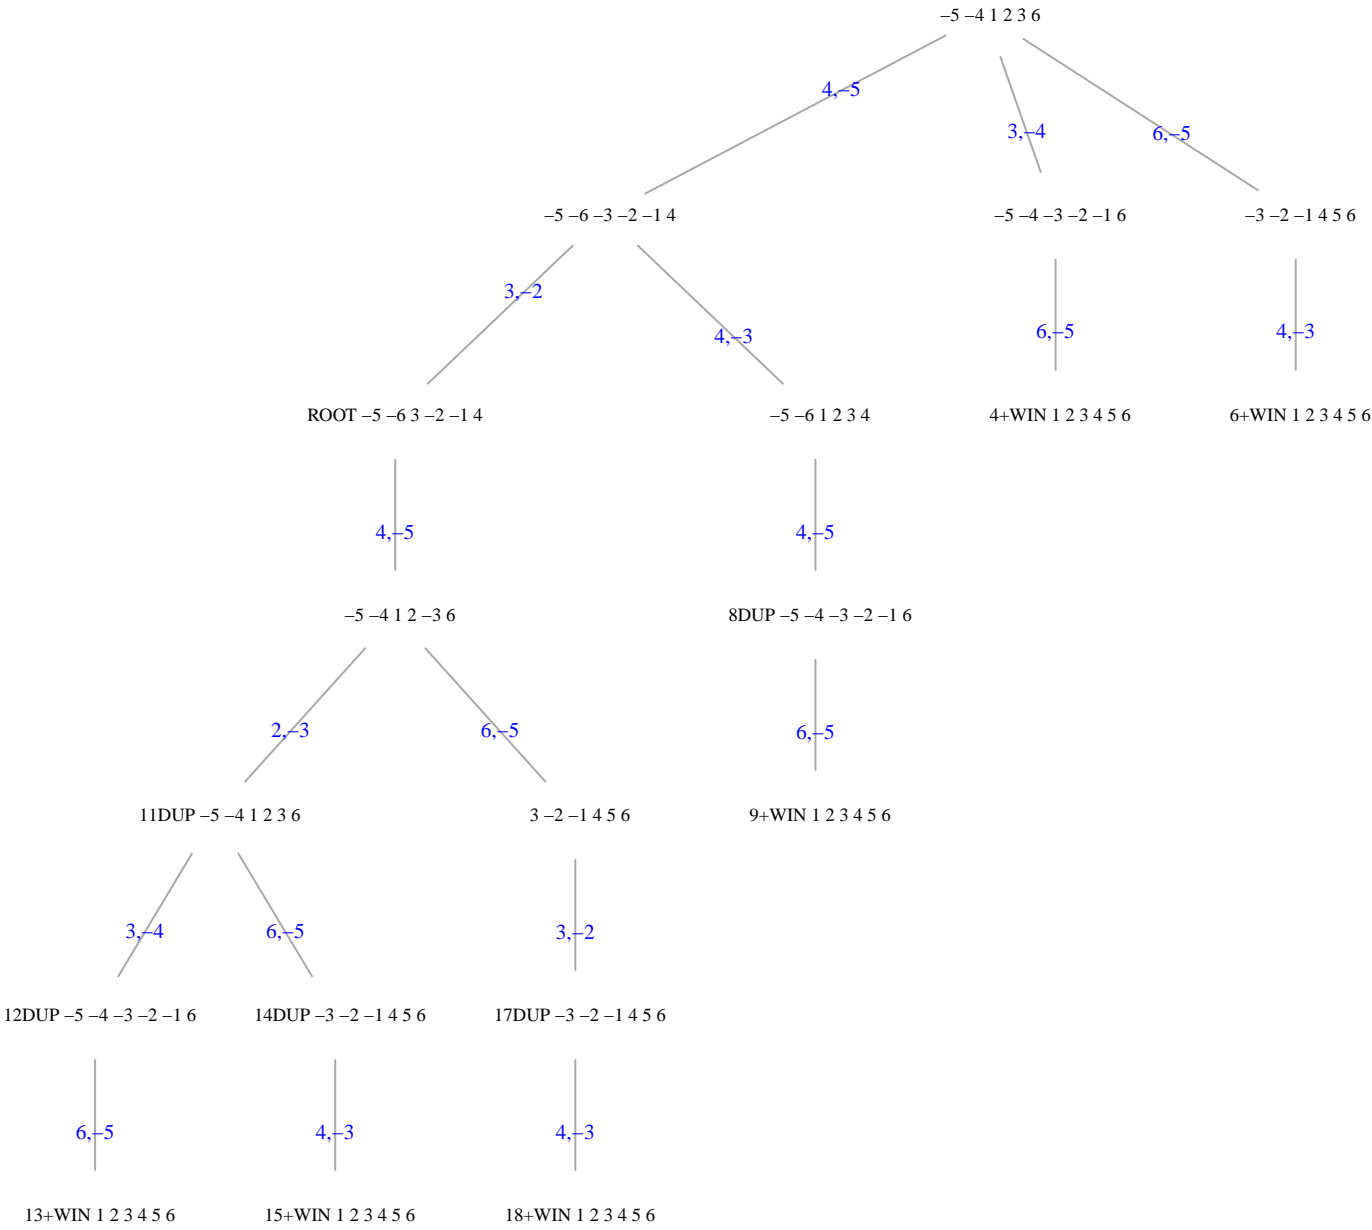 –5 –4 1 2 3 6
4,–5
3,–4
6,–5
–5 –6 –3 –2 –1 4
–5 –4 –3 –2 –1 6
–3 –2 –1 4 5 6
3,–2
4,–3
6,–5
4,–3
ROOT –5 –6 3 –2 –1 4
–5 –6 1 2 3 4
4+WIN 1 2 3 4 5 6
6+WIN 1 2 3 4 5 6
4,–5
4,–5
–5 –4 1 2 –3 6
8DUP –5 –4 –3 –2 –1 6
2,–3
6,–5
6,–5
11DUP –5 –4 1 2 3 6
3 –2 –1 4 5 6
9+WIN 1 2 3 4 5 6
3,–4
6,–5
3,–2
12DUP –5 –4 –3 –2 –1 6
14DUP –3 –2 –1 4 5 6
17DUP –3 –2 –1 4 5 6
6,–5
4,–3
4,–3
13+WIN 1 2 3 4 5 6
15+WIN 1 2 3 4 5 6
18+WIN 1 2 3 4 5 6